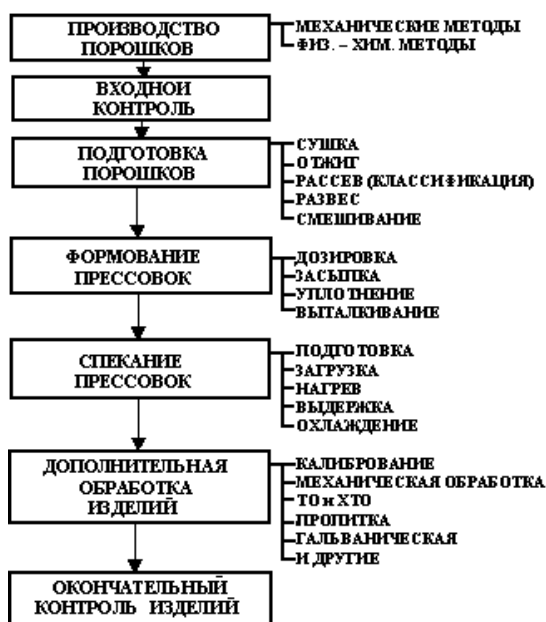 ПРОИЗВОДСТВО
ПОРОШКОВ
МЕХАНИЧЕСКИЕ МЕТОДЫ
ФИЗ. – ХИМ. МЕТОДЫ
ВХОДНОЙ
КОНТРОЛЬ
ПОДГОТОВКА
ПОРОШКОВ
СУШКА
ОТЖИГ
РАССЕВ (КЛАССИФИКАЦИЯ)
РАЗВЕС
СМЕШИВАНИЕ
ФОРМОВАНИЕ
ПРЕССОВОК
ДОЗИРОВКА
ЗАСЫПКА
УПЛОТНЕНИЕ
ВЫТАЛКИВАНИЕ
СПЕКАНИЕ
ПРЕССОВОК
ПОДГОТОВКА
ЗАГРУЗКА
НАГРЕВ
ВЫДЕРЖКА
ОХЛАЖДЕНИЕ
ДОПОЛНИТЕЛЬНАЯ
ОБРАБОТКА
ИЗДЕЛИЙ
КАЛИБРОВАНИЕ
МЕХАНИЧЕСКАЯ ОБРАБОТКА
ТО и ХТО
ПРОПИТКА
ГАЛЬВАНИЧЕСКАЯ
И ДРУГИЕ
ОКОНЧАТЕЛЬНЫЙ
КОНТРОЛЬ ИЗДЕЛИЙ